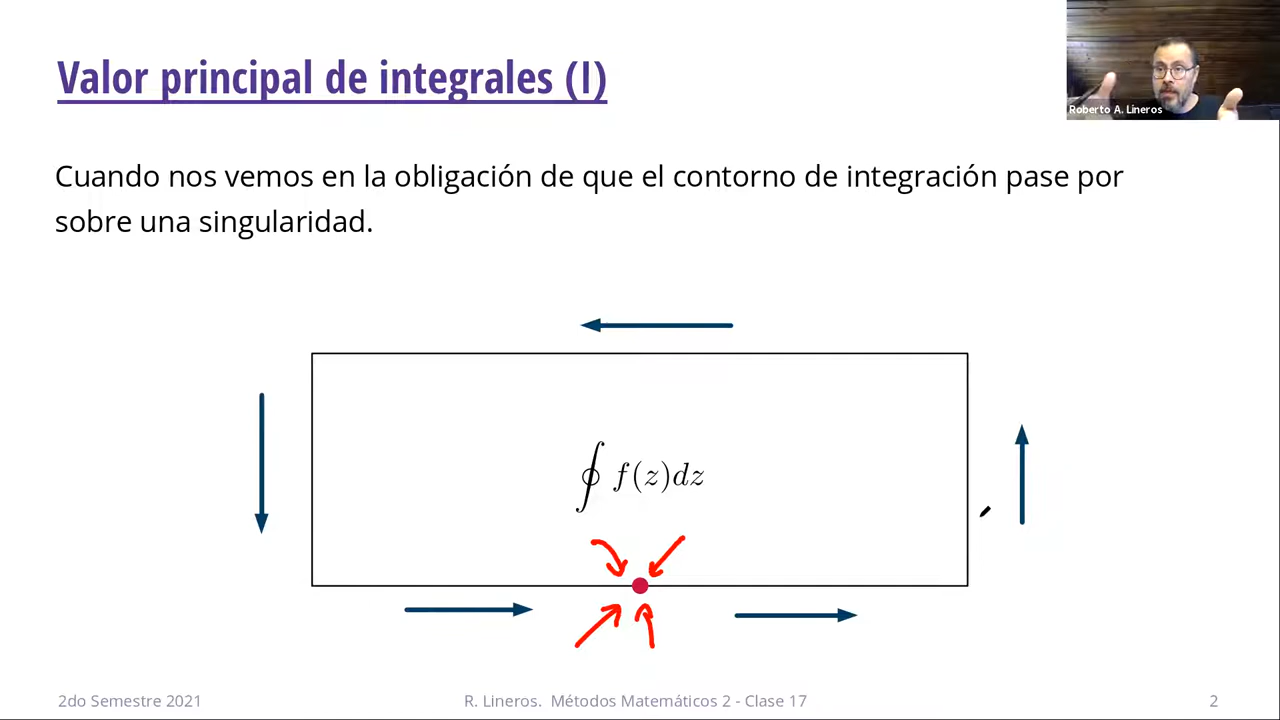 Valor principal de integrales (I)
Roberto A. Lineros
Cuando nos vemos en la obligación de que el contorno de integración pase por
sobre una singularidad.
∮ f(z)dz
2do Semestre 2021
R. Lineros. Métodos Matemáticos 2 - Clase 17
2